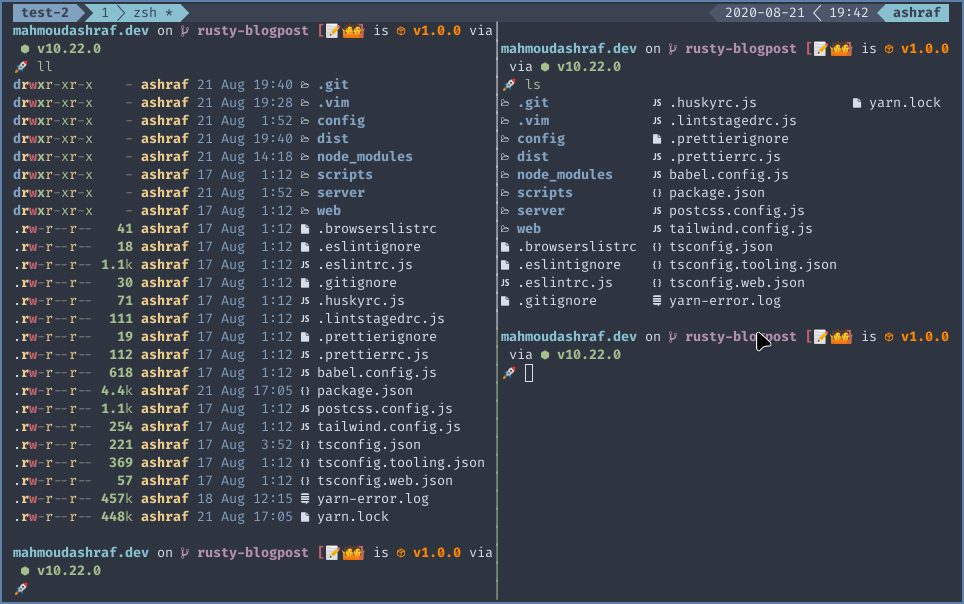 test-2 1 zsh * 2020-08-21 19:42 ashraf
mahmoudashraf.dev on rusty-blogpost [📝🤷] is 📦 v1.0.0 via
⬢ v10.22.0
🚀 ll
drwxr-xr-x - ashraf 21 Aug 19:40 .git
drwxr-xr-x - ashraf 21 Aug 19:28 .vim
drwxr-xr-x - ashraf 21 Aug 1:52 config
drwxr-xr-x - ashraf 21 Aug 19:40 dist
drwxr-xr-x - ashraf 21 Aug 14:18 node_modules
drwxr-xr-x - ashraf 17 Aug 1:12 scripts
drwxr-xr-x - ashraf 21 Aug 1:52 server
drwxr-xr-x - ashraf 17 Aug 1:12 web
.rw-r--r-- 41 ashraf 17 Aug 1:12 .browserslistrc
.rw-r--r-- 18 ashraf 17 Aug 1:12 .eslintignore
.rw-r--r-- 1.1k ashraf 17 Aug 1:12 JS .eslintrc.js
.rw-r--r-- 30 ashraf 17 Aug 1:12 .gitignore
.rw-r--r-- 71 ashraf 17 Aug 1:12 JS .huskyrc.js
.rw-r--r-- 111 ashraf 17 Aug 1:12 JS .lintstagedrc.js
.rw-r--r-- 19 ashraf 17 Aug 1:12 .prettierignore
.rw-r--r-- 112 ashraf 17 Aug 1:12 JS .prettierrc.js
.rw-r--r-- 618 ashraf 17 Aug 1:12 JS babel.config.js
.rw-r--r-- 4.4k ashraf 21 Aug 17:05 {} package.json
.rw-r--r-- 1.1k ashraf 17 Aug 1:12 JS postcss.config.js
.rw-r--r-- 254 ashraf 17 Aug 1:12 JS tailwind.config.js
.rw-r--r-- 221 ashraf 17 Aug 3:52 {} tsconfig.json
.rw-r--r-- 369 ashraf 17 Aug 1:12 {} tsconfig.tooling.json
.rw-r--r-- 57 ashraf 17 Aug 1:12 {} tsconfig.web.json
.rw-r--r-- 457k ashraf 18 Aug 12:15 yarn-error.log
.rw-r--r-- 448k ashraf 21 Aug 17:05 yarn.lock
mahmoudashraf.dev on rusty-blogpost [📝🤷] is 📦 v1.0.0 via
⬢ v10.22.0
🚀
mahmoudashraf.dev on rusty-blogpost [📝🤷] is 📦 v1.0.0
via ⬢ v10.22.0
🚀 ls
.git JS .huskyrc.js yarn.lock
.vim JS .lintstagedrc.js
config .prettierignore
dist JS .prettierrc.js
node_modules JS babel.config.js
scripts {} package.json
server JS postcss.config.js
web JS tailwind.config.js
.browserslistrc {} tsconfig.json
.eslintignore {} tsconfig.tooling.json
JS .eslintrc.js {} tsconfig.web.json
.gitignore yarn-error.log
mahmoudashraf.dev on rusty-blogpost [📝🤷] is 📦 v1.0.0
via ⬢ v10.22.0
🚀